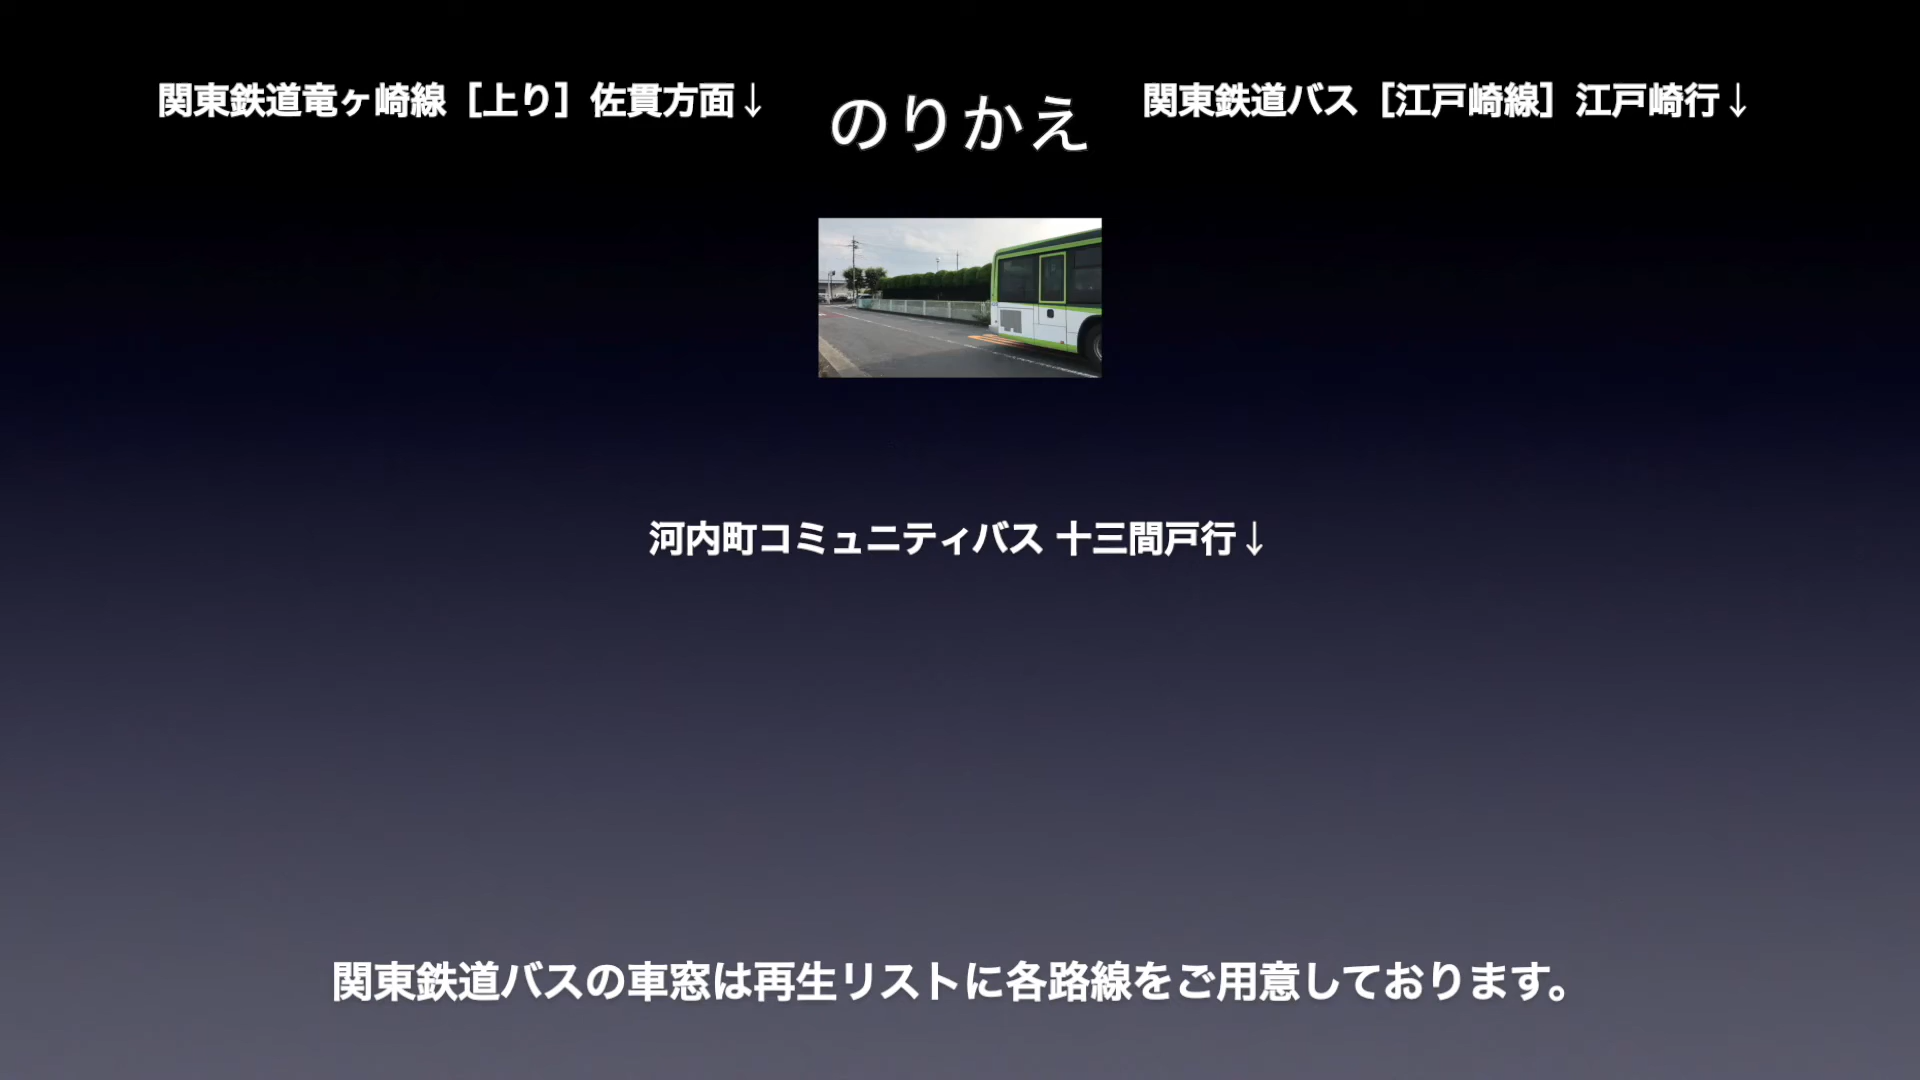 関東鉄道竜ヶ崎線［上り］佐貫方面↓
のりかえ
関東鉄道バス［江戸崎線］江戸崎行↓
河内町コミュニティバス 十三間戸行↓
関東鉄道バスの車窓は再生リストに各路線をご用意しております。